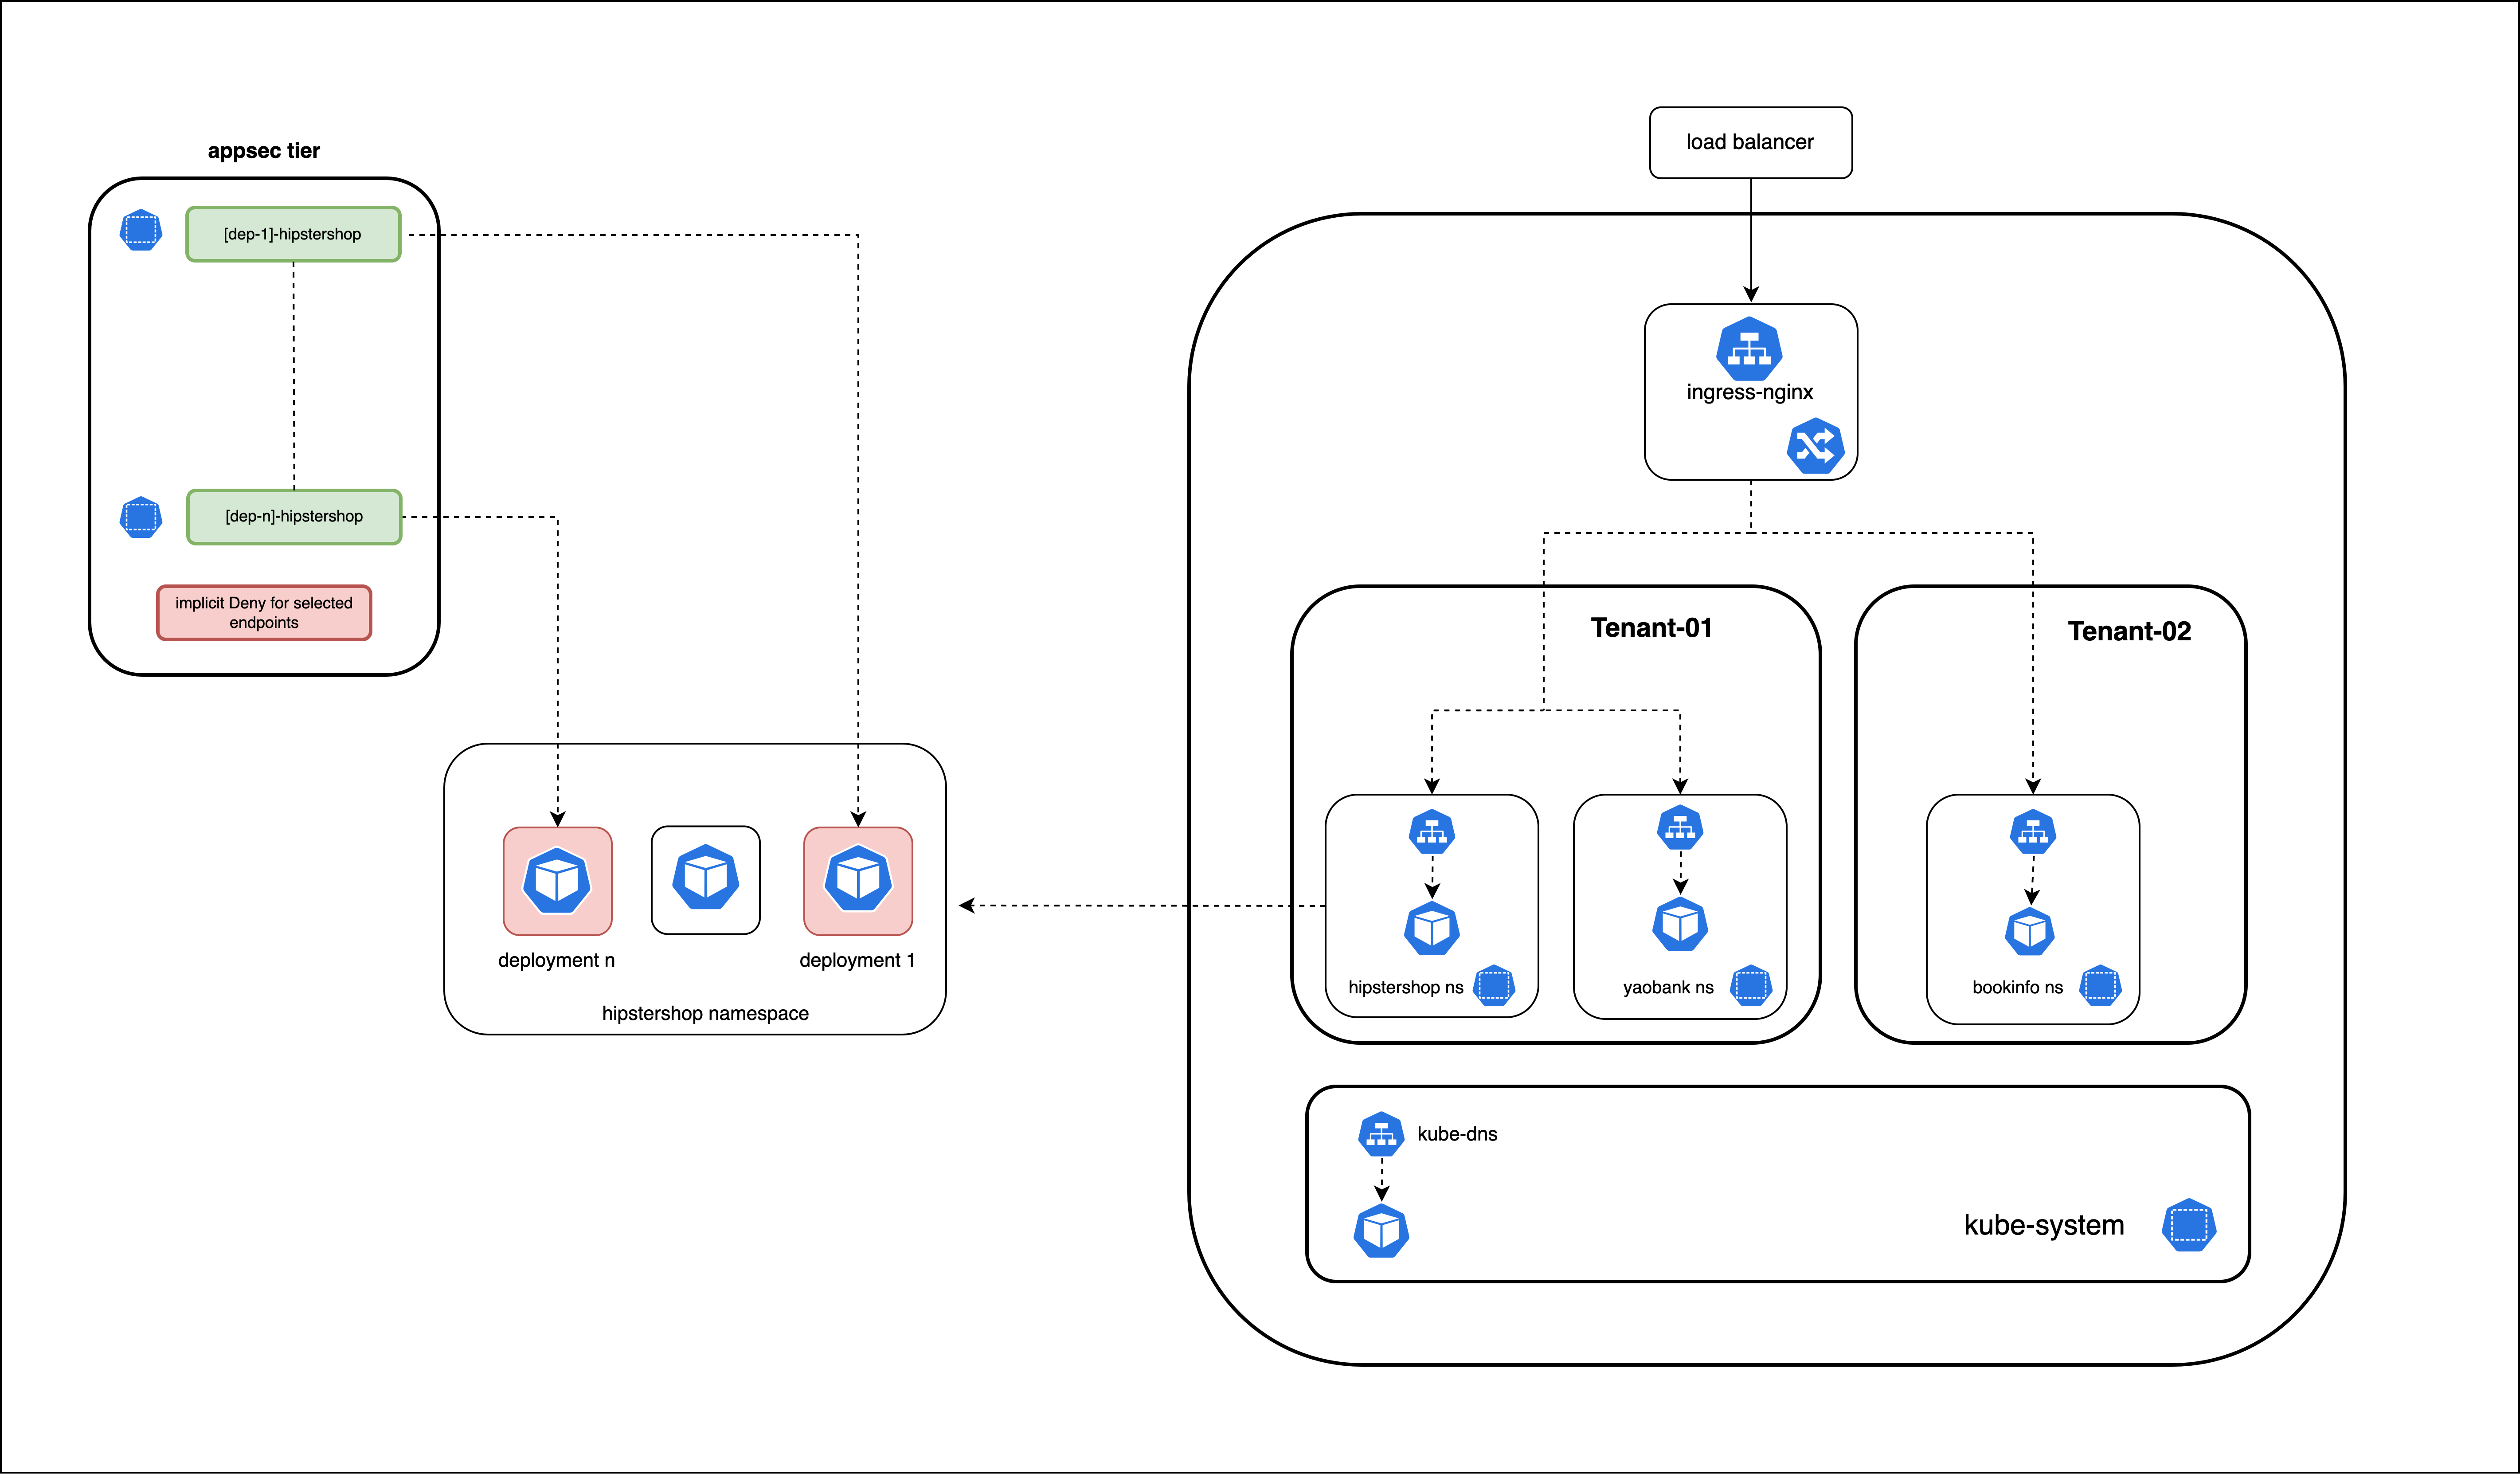 appsec tier
[dep-1]-hipstershop
[dep-n]-hipstershop
implicit Deny for selected
endpoints
deployment n
deployment 1
hipstershop namespace
load balancer
ingress-nginx
Tenant-01
Tenant-02
hipstershop ns
yaobank ns
bookinfo ns
kube-dns
kube-system